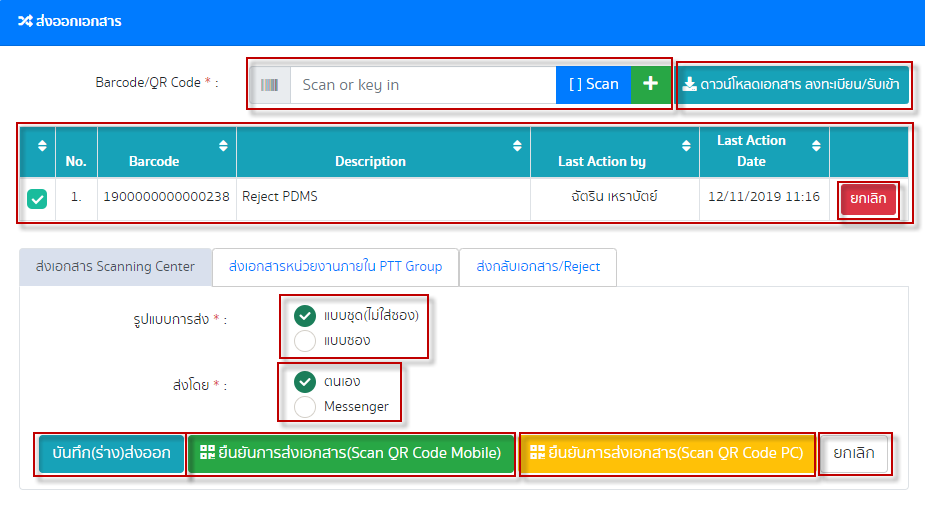 ส่งออกเอกสาร
Barcode/QR Code * :
Scan or key in
[ ] Scan
+
ดาวน์โหลดเอกสาร ลงทะเบียน/รับเข้า
No.
Barcode
Description
Last Action by
Last Action
Date
1.
1900000000000238
Reject PDMS
ฉัตริน เหราบัตย์
12/11/2019 11:16
ยกเลิก
ส่งเอกสาร Scanning Center
ส่งเอกสารหน่วยงานภายใน PTT Group
ส่งกลับเอกสาร/Reject
รูปแบบการส่ง * :
แบบชุด(ไม่ใส่ซอง)
แบบซอง
ส่งโดย * :
ตนเอง
Messenger
บันทึก(ร่าง)ส่งออก
ยืนยันการส่งเอกสาร(Scan QR Code Mobile)
ยืนยันการส่งเอกสาร(Scan QR Code PC)
ยกเลิก